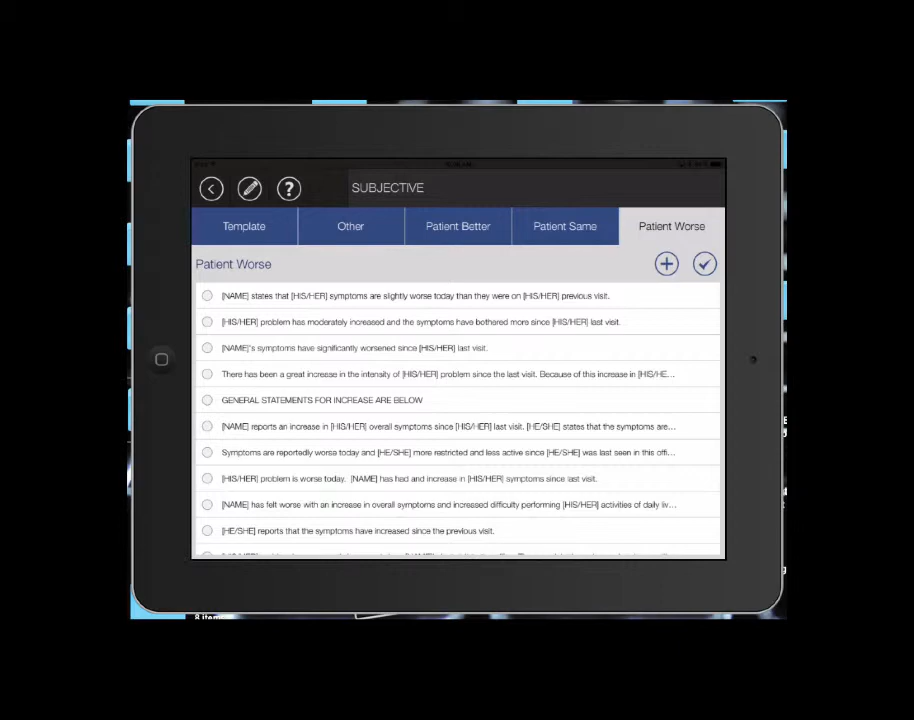 SUBJECTIVE
Template
Other
Patient Better
Patient Same
Patient Worse
Patient Worse
[NAME] states that [HIS/HER] symptoms are slightly worse today than they were on [HIS/HER] previous visit.
[HIS/HER] problem has moderately increased and the symptoms have bothered more since [HIS/HER] last visit.
[NAME]'s symptoms have significantly worsened since [HIS/HER] last visit.
There has been a great increase in the intensity of [HIS/HER] problem since the last visit. Because of this increase in [HIS/HE...
GENERAL STATEMENTS FOR INCREASE ARE BELOW
[NAME] reports an increase in [HIS/HER] overall symptoms since [HIS/HER] last visit. [HE/SHE] states that the symptoms are...
Symptoms are reportedly worse today and [HE/SHE] more restricted and less active since [HE/SHE] was last seen in this offi...
[HIS/HER] problem is worse today. [NAME] has had and increase in [HIS/HER] symptoms since last visit.
[NAME] has felt worse with an increase in overall symptoms and increased difficulty performing [HIS/HER] activities of daily liv...
[HE/SHE] reports that the symptoms have increased since the previous visit.
8 items